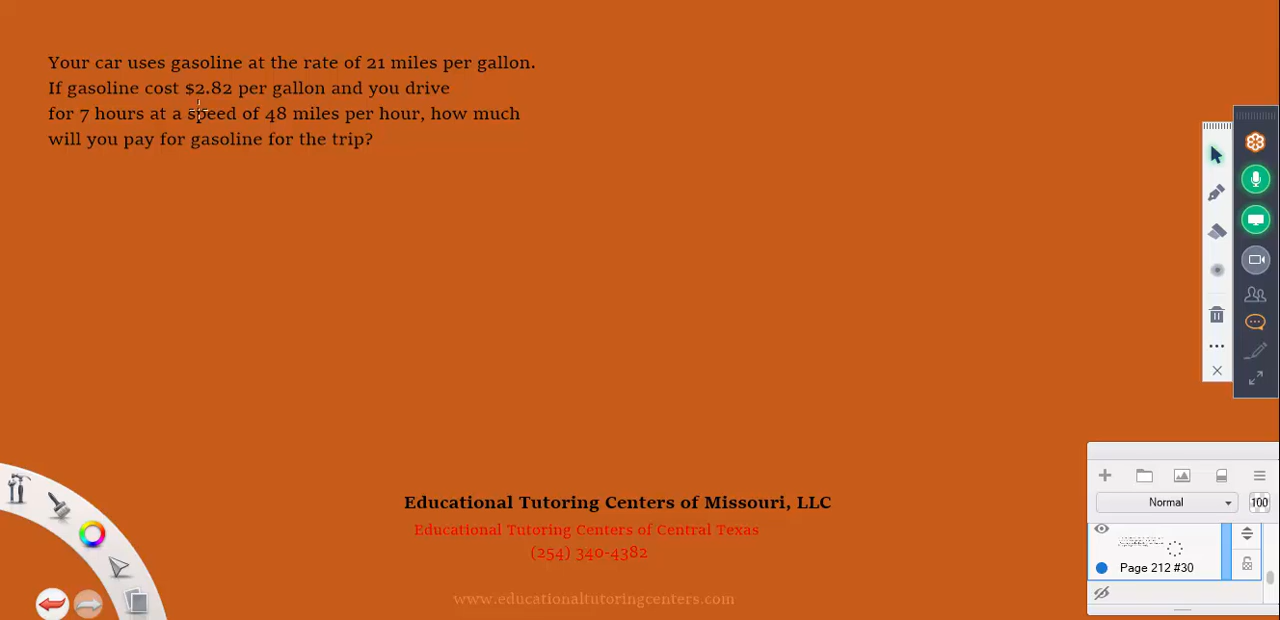 Your car uses gasoline at the rate of 21 miles per gallon.
If gasoline cost $2.82 per gallon and you drive
for 7 hours at a speed of 48 miles per hour, how much
will you pay for gasoline for the trip?
Educational Tutoring Centers of Missouri, LLC
Educational Tutoring Centers of Central Texas
(254) 340-4382
www.educationaltutoringcenters.com
Normal
100
Page 212 #30